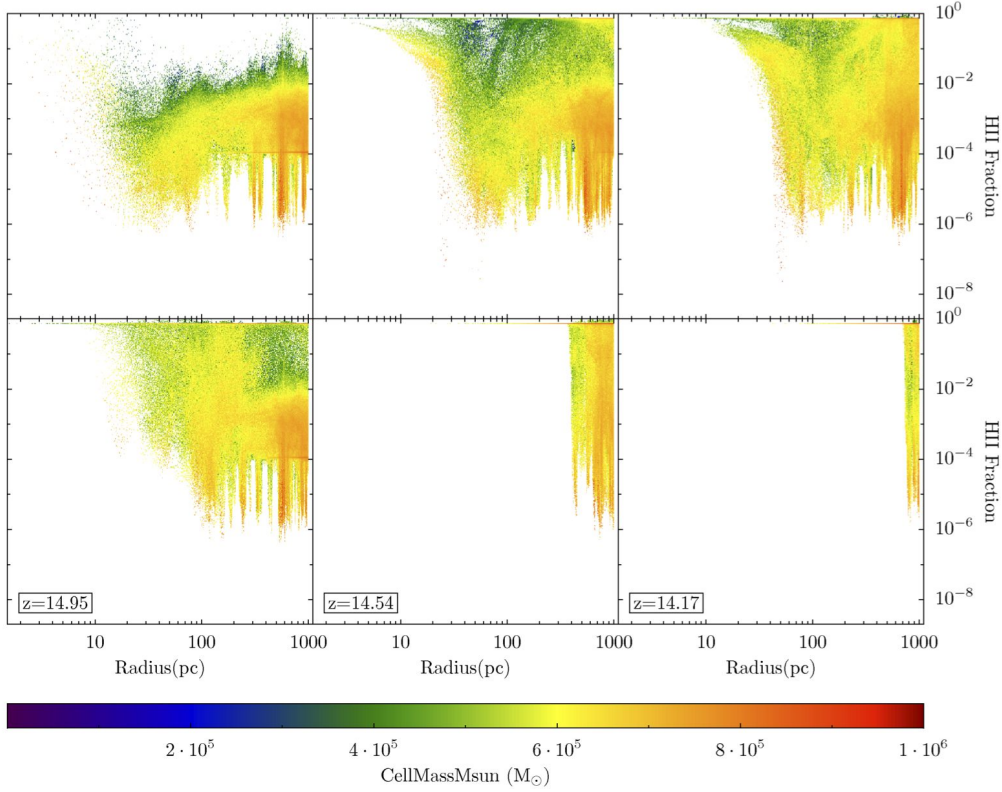 10^0
10^-2
10^-4
10^-6
10^-8
HII Fraction
10^0
10^-2
10^-4
10^-6
10^-8
HII Fraction
z=14.95
z=14.54
z=14.17
10 100 1000 10 100 1000 10 100 1000
Radius(pc) Radius(pc) Radius(pc)
2·10^5 4·10^5 6·10^5 8·10^5 1·10^6
CellMassMsun (M☉)